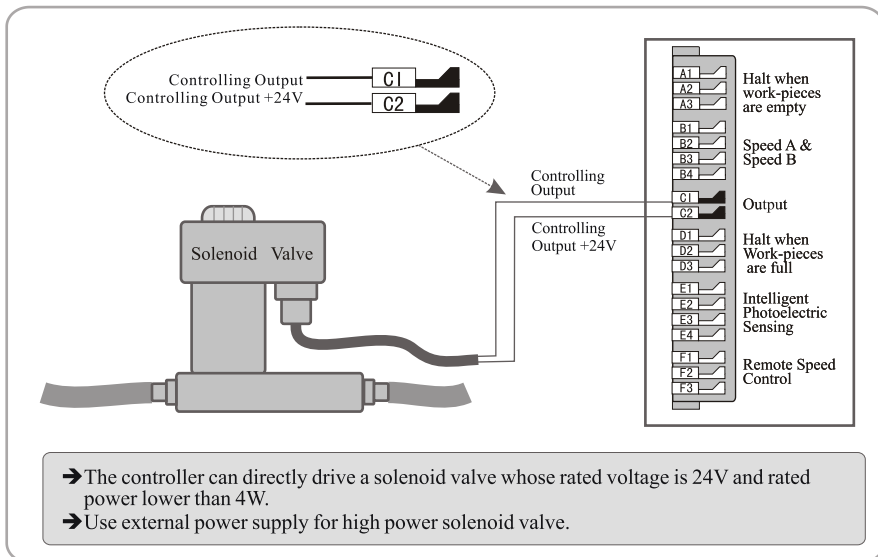 Controlling Output
C1
Controlling Output +24V
C2
A1
A2
A3
Halt when
work-pieces
are empty
B1
B2
B3
B4
Speed A &
Speed B
Controlling
Output
C1
C2
Output
Controlling
Output +24V
D1
D2
D3
Halt when
Work-pieces
are full
Solenoid Valve
E1
E2
E3
E4
Intelligent
Photoelectric
Sensing
F1
F2
F3
Remote Speed
Control
➔The controller can directly drive a solenoid valve whose rated voltage is 24V and rated
power lower than 4W.
➔Use external power supply for high power solenoid valve.